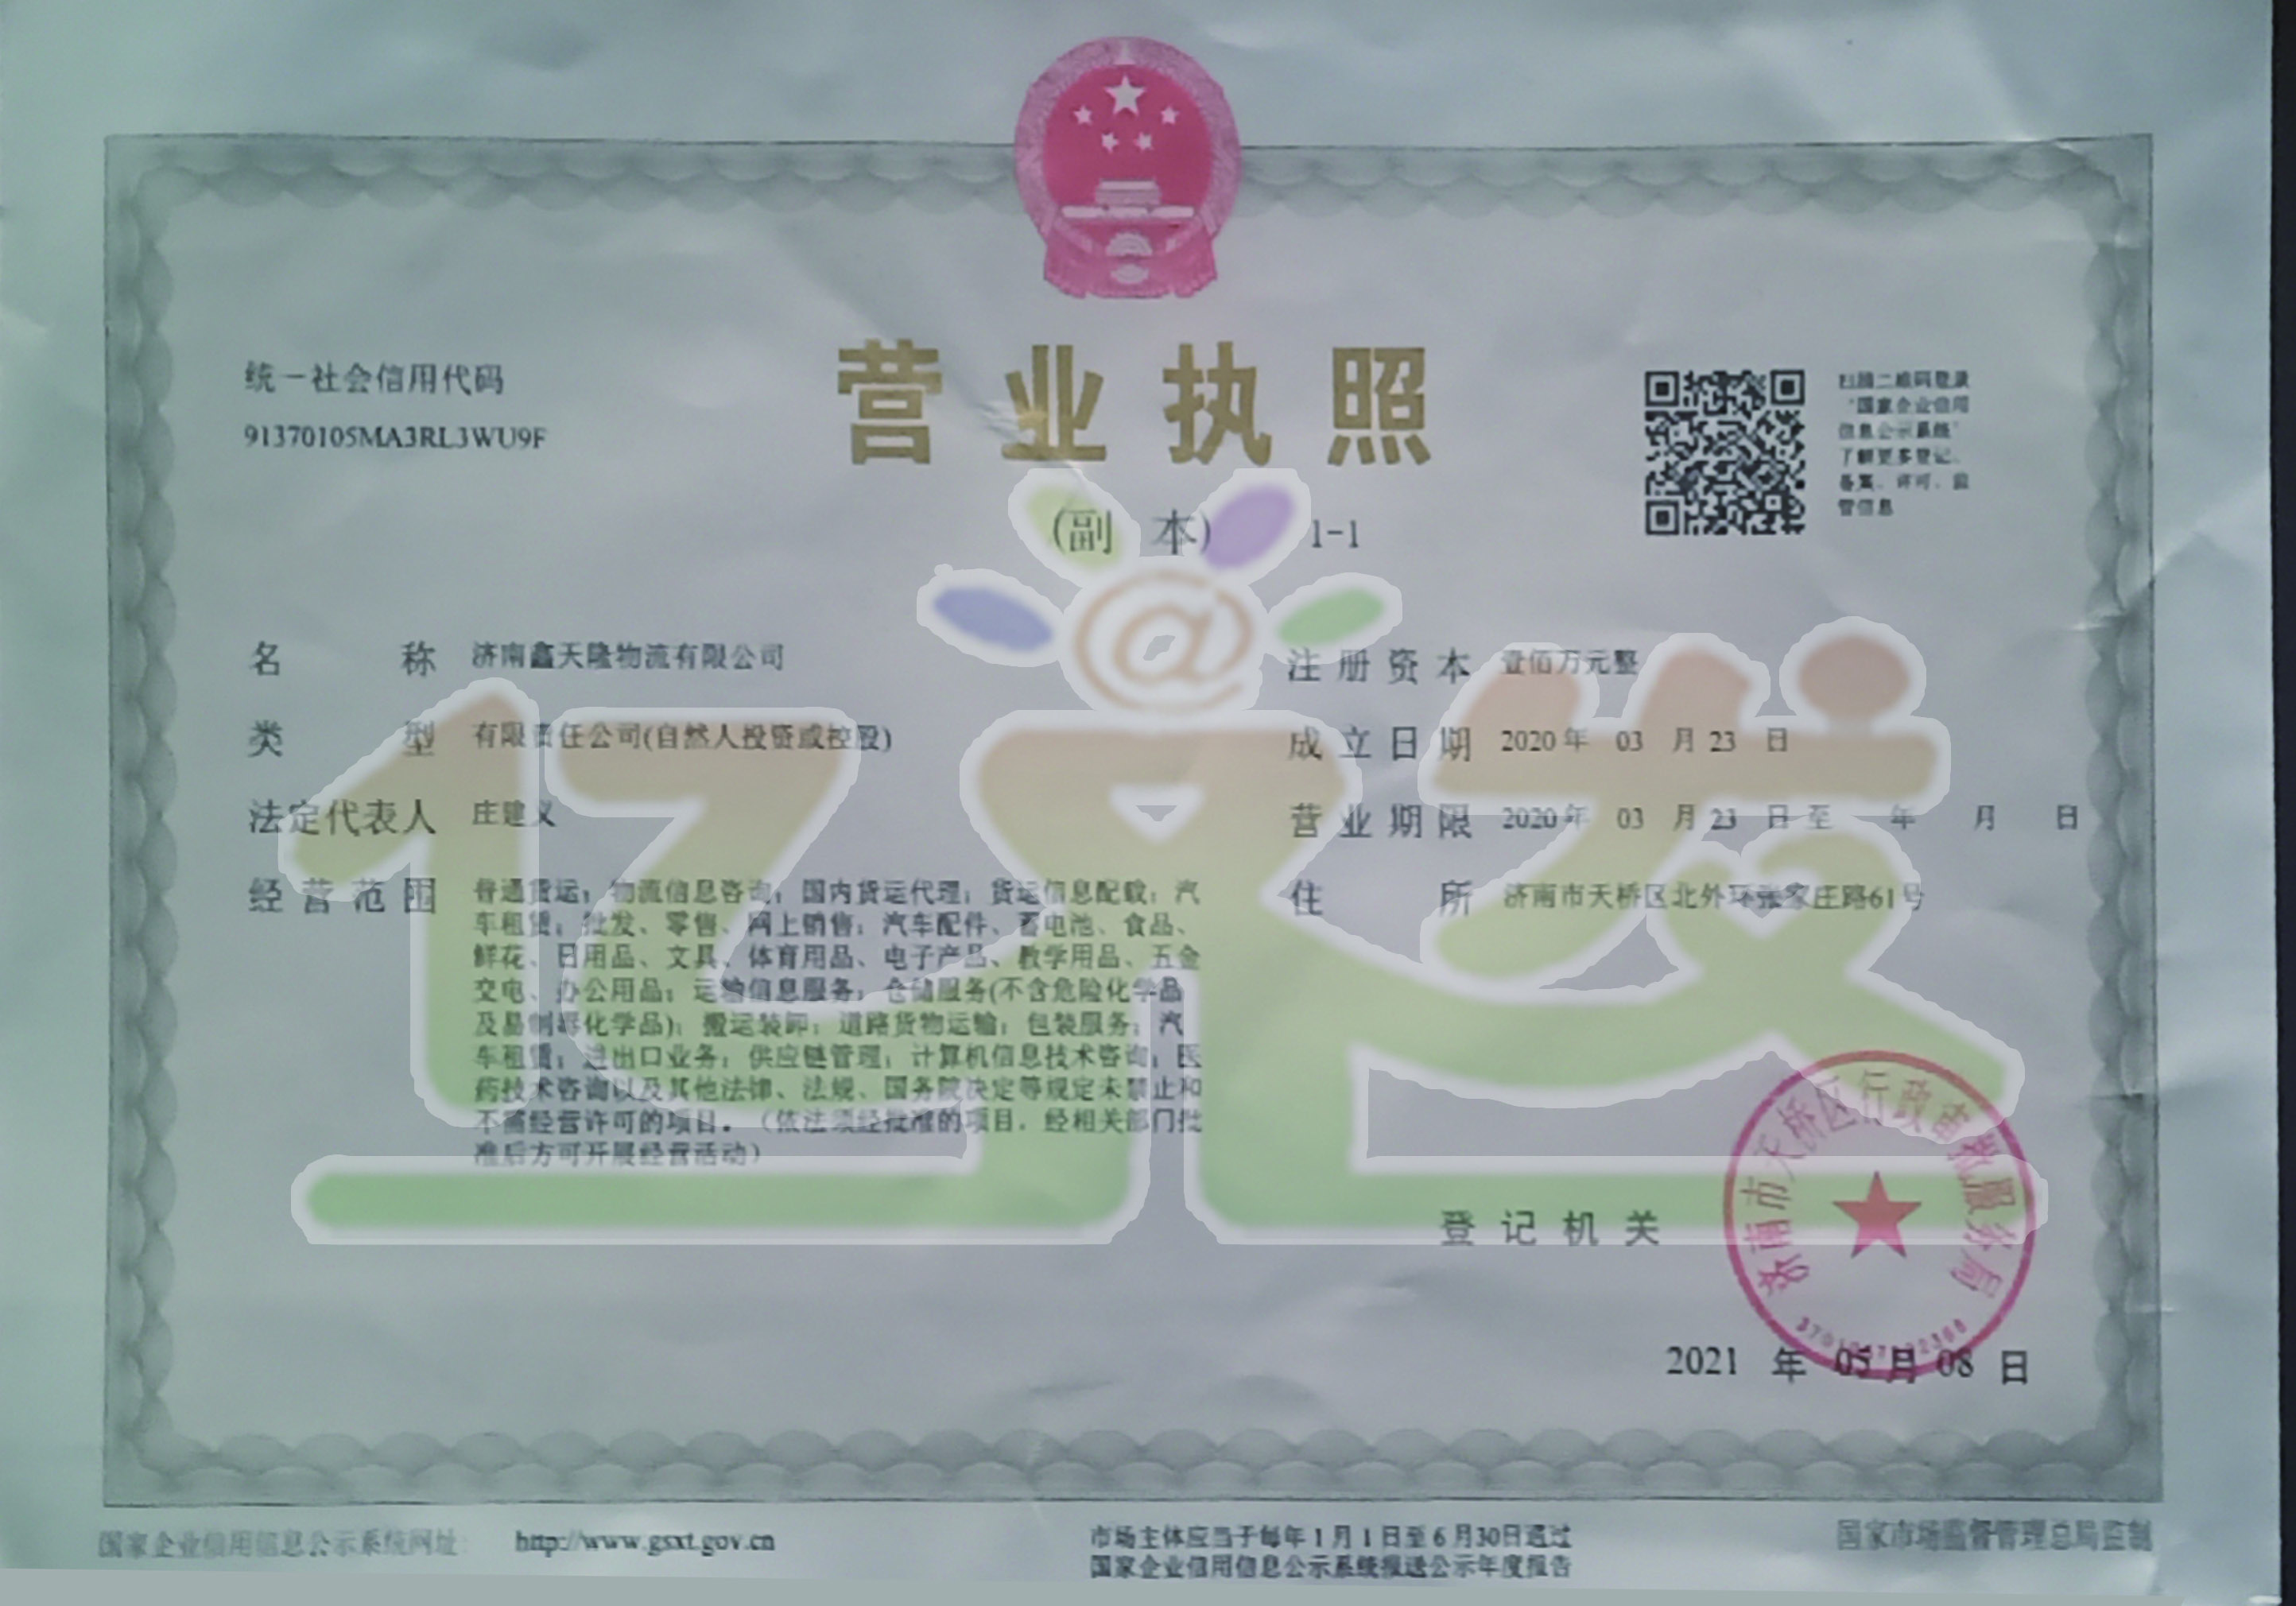 营业执照
(副 本) 1-1
统一社会信用代码
91370105MA3RL3WU9F
扫描二维码登录
“国家企业信用
信息公示系统”
了解更多登记、
备案、许可、监
管信息
名 称 济南鑫天隆物流有限公司
类 型 有限责任公司(自然人投资或控股)
法定代表人 庄建义
经营范围 普通货运；物流信息咨询；国内货运代理；货运信息配载；汽
车租赁；批发、零售、网上销售：汽车配件、蓄电池、食品、
鲜花、日用品、文具、体育用品、电子产品、教学用品、五金
交电、办公用品；运输信息服务；仓储服务(不含危险化学品
及易制毒化学品)；搬运装卸；道路货物运输；包装服务；汽
车租赁；进出口业务；供应链管理；计算机信息技术咨询；医
药技术咨询以及其他法律、法规、国务院决定等规定未禁止和
不需经营许可的项目。（依法须经批准的项目，经相关部门批
准后方可开展经营活动）
注册资本 壹佰万元整
成立日期 2020年 03 月 23 日
营业期限 2020年 03 月 23 日 至 年 月 日
住 所 济南市天桥区北外环张家庄路61号
登记机关
济南市天桥区行政审批服务局
2021 年 05 月 08 日
亿只发
国家企业信用信息公示系统网址：
http://www.gsxt.gov.cn
市场主体应当于每年1月1日至6月30日通过
国家企业信用信息公示系统报送公示年度报告
国家市场监督管理总局监制